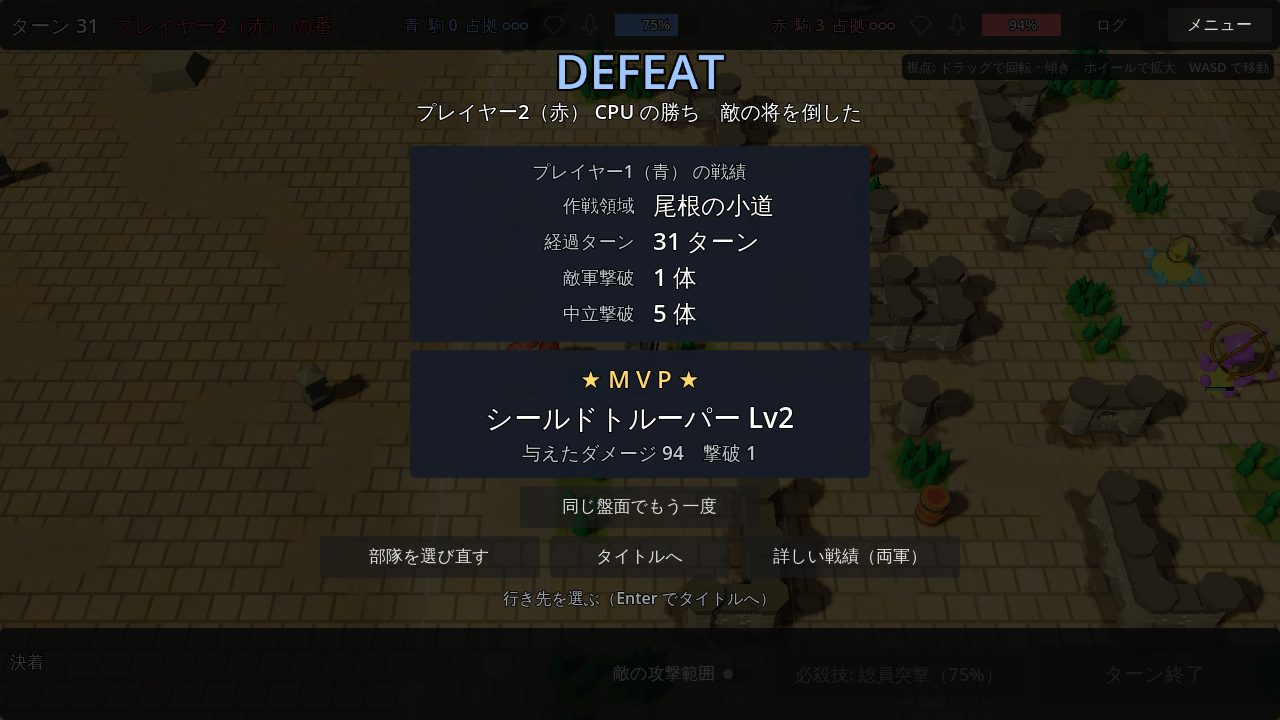 ターン 31 プレイヤー2（赤） の番 青 駒 0 占拠 ○○○ 75% 赤 駒 3 占拠 ○○○ 94% ログ メニュー
視点: ドラッグで回転・傾き ホイールで拡大 WASD で移動
DEFEAT
プレイヤー2（赤） CPU の勝ち 敵の将を倒した
プレイヤー1（青） の戦績
作戦領域 尾根の小道
経過ターン 31 ターン
敵軍撃破 1 体
中立撃破 5 体
★ M V P ★
シールドトルーパー Lv2
与えたダメージ 94 撃破 1
同じ盤面でもう一度
部隊を選び直す タイトルへ 詳しい戦績（両軍）
行き先を選ぶ（Enter でタイトルへ）
決着
敵の攻撃範囲 必殺技: 総員突撃（75%） ターン終了